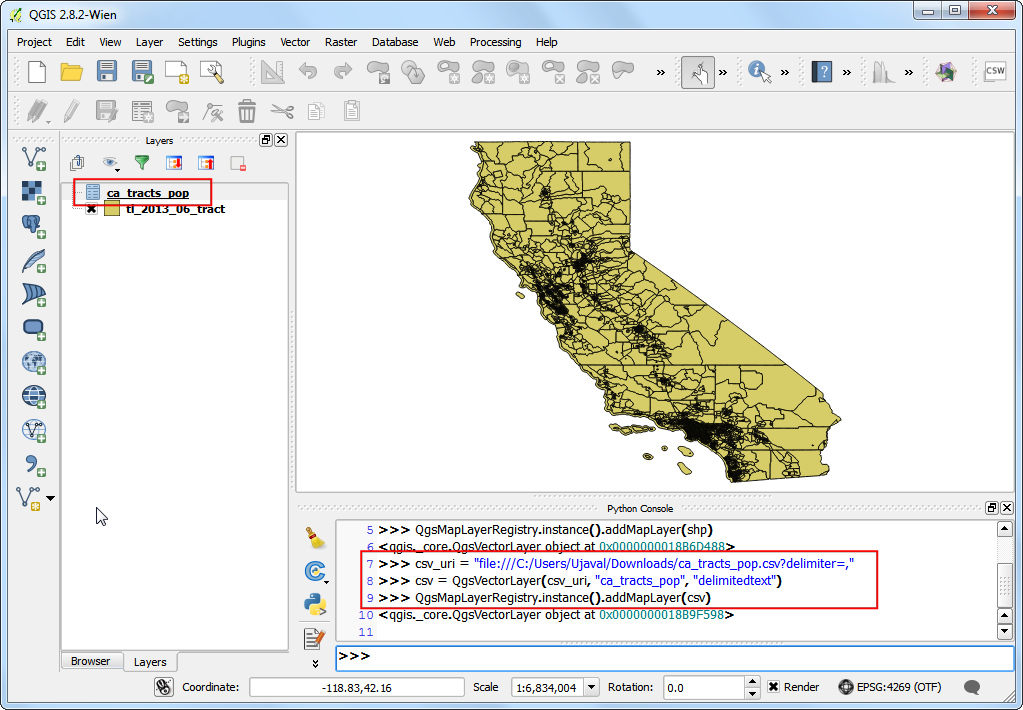 QGIS 2.8.2-Wien
Project Edit View Layer Settings Plugins Vector Raster Database Web Processing Help
CSW
Layers
ca_tracts_pop
tl_2013_06_tract
Browser Layers
Python Console
5 >>> QgsMapLayerRegistry.instance().addMapLayer(shp)
6 <qgis._core.QgsVectorLayer object at 0x0000000018B6D488>
7 >>> csv_uri = "file:///C:/Users/Ujaval/Downloads/ca_tracts_pop.csv?delimiter=,"
8 >>> csv = QgsVectorLayer(csv_uri, "ca_tracts_pop", "delimitedtext")
9 >>> QgsMapLayerRegistry.instance().addMapLayer(csv)
10 <qgis._core.QgsVectorLayer object at 0x0000000018B9F598>
11
>>>
Coordinate: -118.83,42.16 Scale 1:6,834,004 Rotation: 0.0 Render EPSG:4269 (OTF)